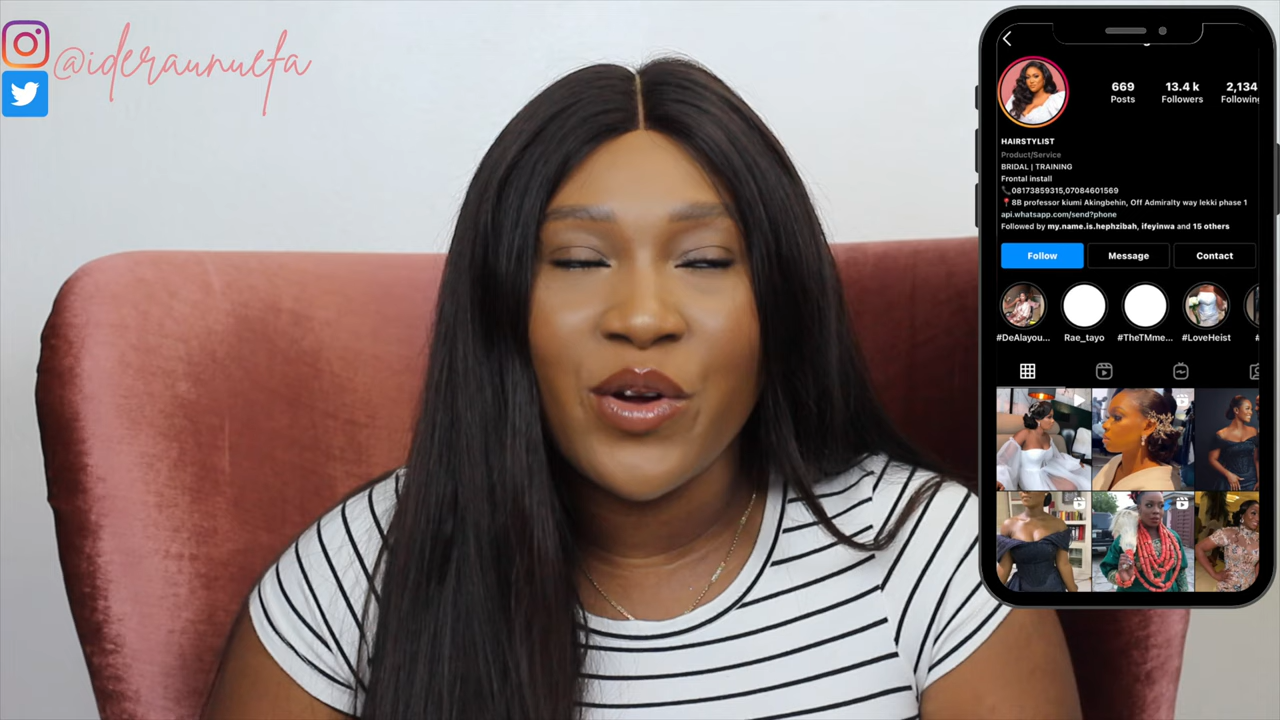 @ideraunuefa
669
Posts
13.4 k
Followers
2,134
Following
HAIRSTYLIST
Product/Service
BRIDAL | TRAINING
Frontal install
08173859315,07084601569
8B professor kiumi Akingbehin, Off Admiralty way lekki phase 1
api.whatsapp.com/send?phone
Followed by my.name.is.hephzibah, ifeyinwa and 15 others
Follow
Message
Contact
#DeAlayou...
Rae_tayo
#TheTMme...
#LoveHeist
#